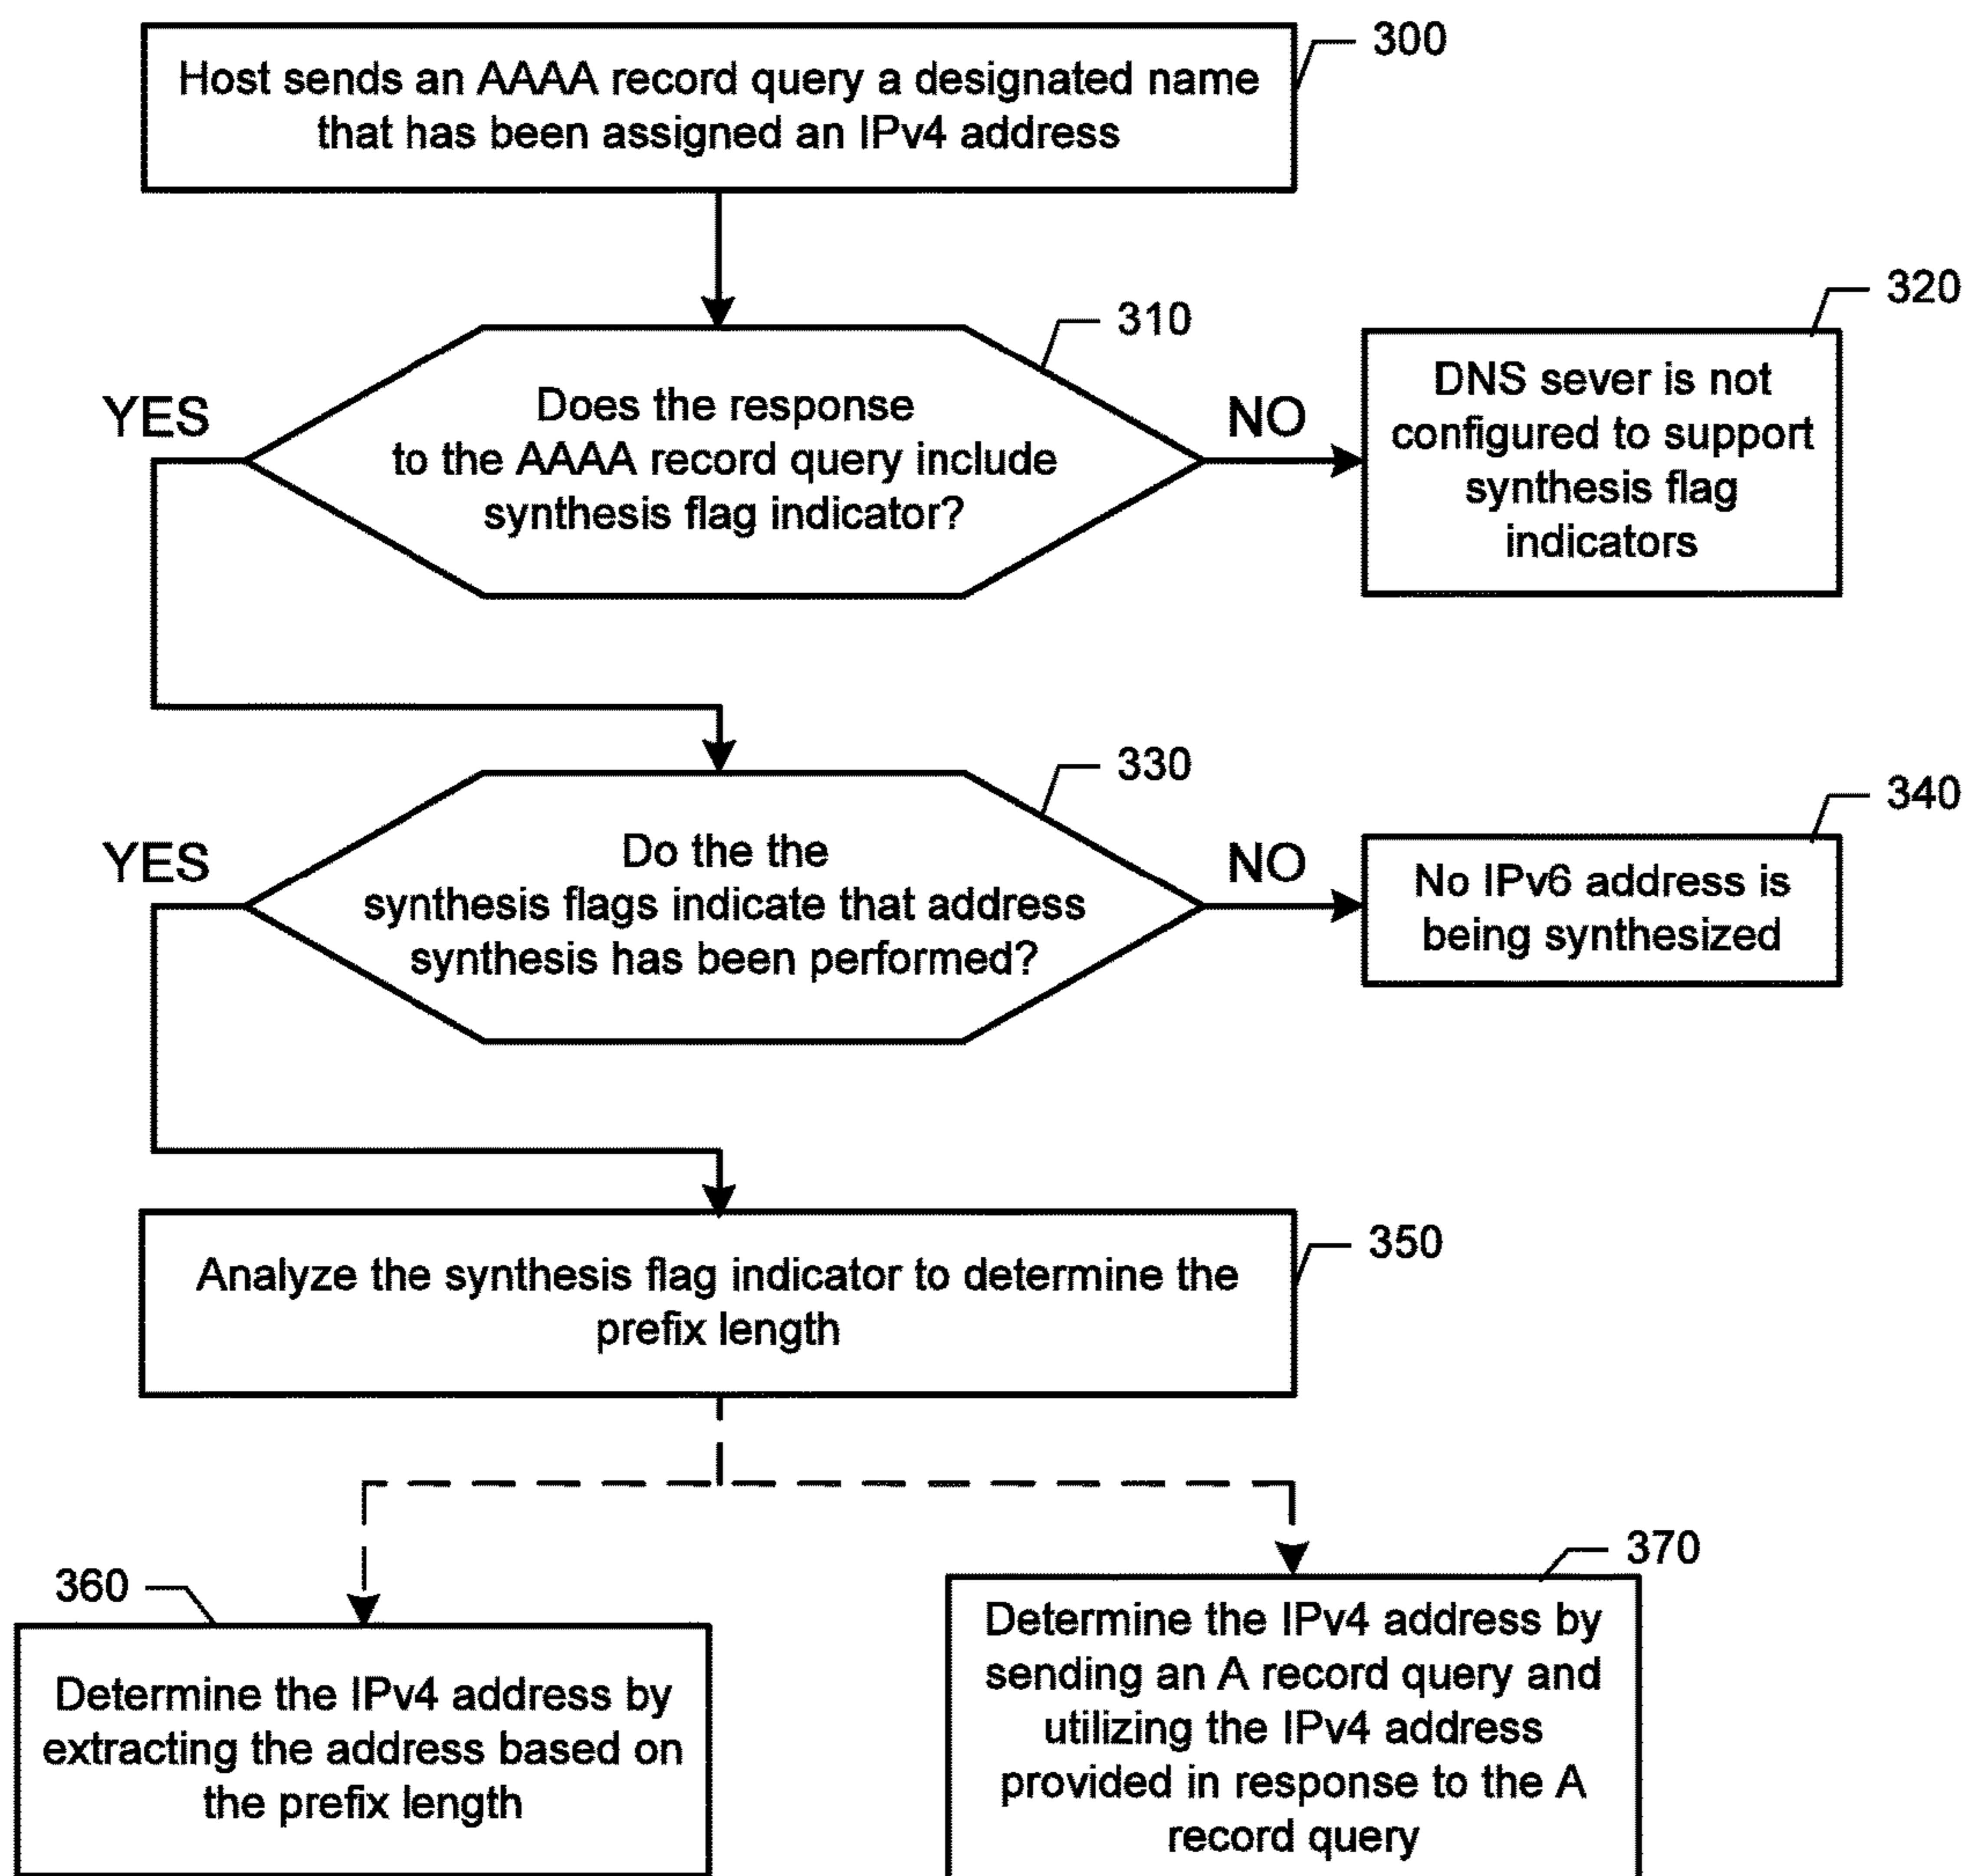 300
Host sends an AAAA record query a designated name
that has been assigned an IPv4 address
310
320
YES
Does the response
to the AAAA record query include
synthesis flag indicator?
NO
DNS sever is not
configured to support
synthesis flag
indicators
330
340
YES
Do the the
synthesis flags indicate that address
synthesis has been performed?
NO
No IPv6 address is
being synthesized
350
Analyze the synthesis flag indicator to determine the
prefix length
360
Determine the IPv4 address by
extracting the address based on
the prefix length
370
Determine the IPv4 address by
sending an A record query and
utilizing the IPv4 address
provided in response to the A
record query